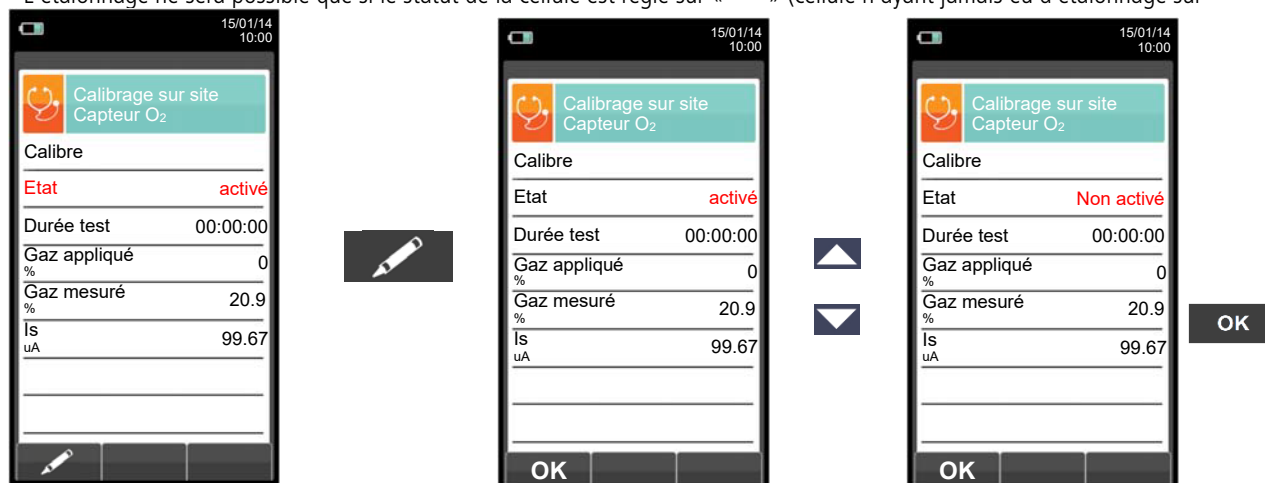 L'étalonnage ne sera possible que si le statut de la cellule est réglé sur « » (cellule n'ayant jamais eu d'étalonnage sur
15/01/14
10:00
Calibrage sur site
Capteur O₂
Calibre
Etat activé
Durée test 00:00:00
Gaz appliqué 0
%
Gaz mesuré 20.9
%
Is 99.67
uA
15/01/14
10:00
Calibrage sur site
Capteur O₂
Calibre
Etat activé
Durée test 00:00:00
Gaz appliqué 0
%
Gaz mesuré 20.9
%
Is 99.67
uA
OK
15/01/14
10:00
Calibrage sur site
Capteur O₂
Calibre
Etat Non activé
Durée test 00:00:00
Gaz appliqué 0
%
Gaz mesuré 20.9
%
Is 99.67
uA
OK
OK